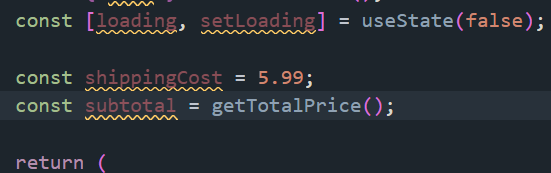 const [loading, setLoading] = useState(false);
const shippingCost = 5.99;
const subtotal = getTotalPrice();
return (